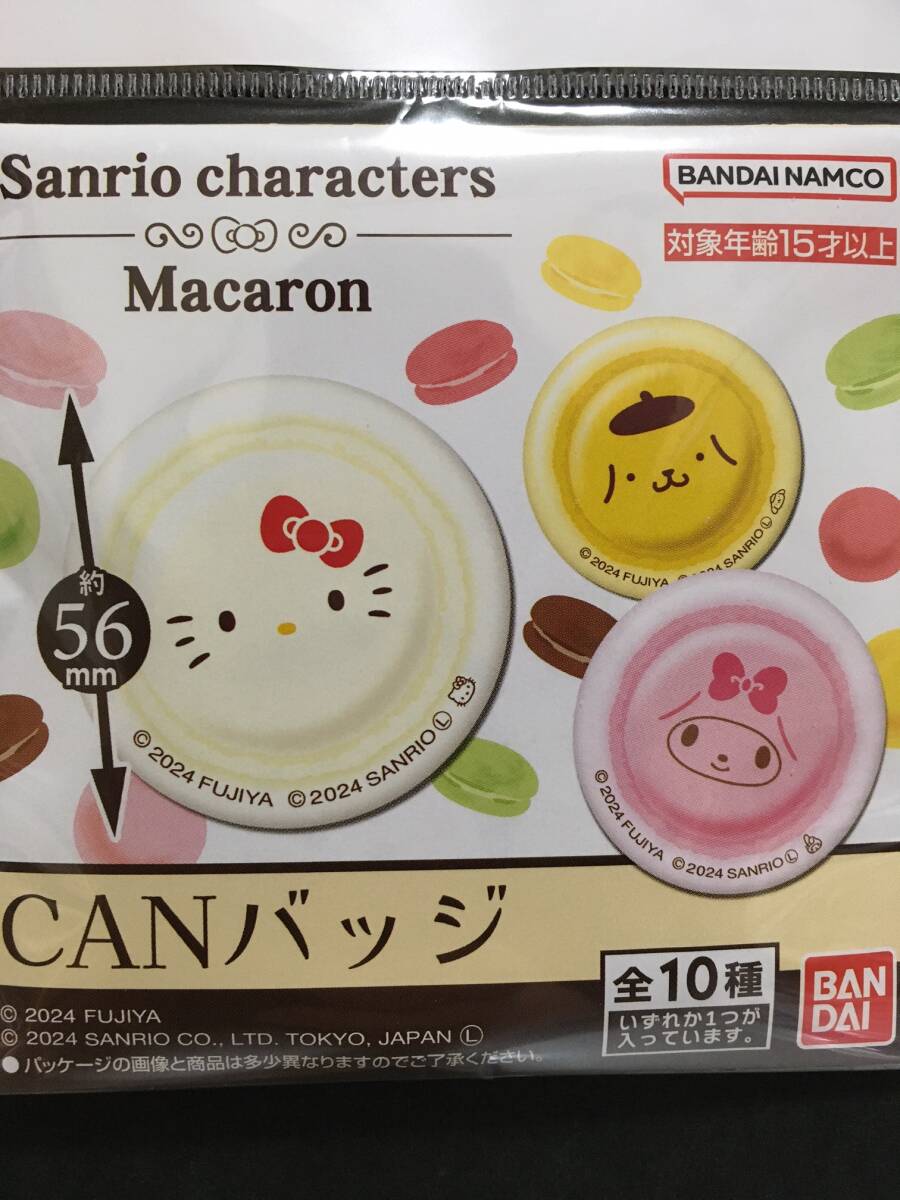 Sanrio characters
Macaron
BANDAI NAMCO
対象年齢15才以上
約
56
mm
© 2024 FUJIYA © 2024 SANRIO Ⓛ
© 2024 FUJIYA © 2024 SANRIO Ⓛ
© 2024 FUJIYA © 2024 SANRIO Ⓛ
CANバッジ
全10種
いずれか1つが
入っています。
BAN
DAI
© 2024 FUJIYA
© 2024 SANRIO CO., LTD. TOKYO, JAPAN Ⓛ
●パッケージの画像と商品は多少異なりますのでご了承ください。